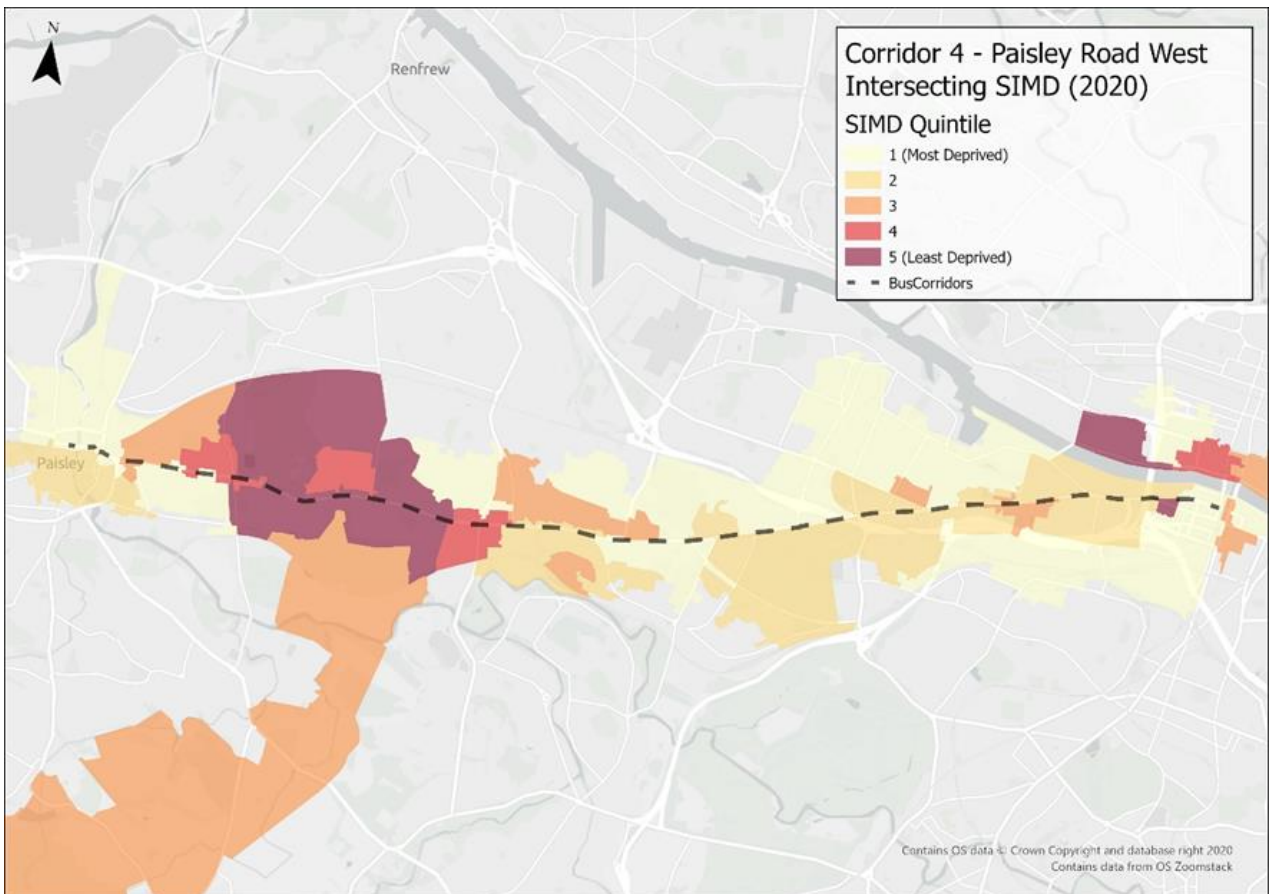 N
Renfrew
Corridor 4 - Paisley Road West
Intersecting SIMD (2020)
SIMD Quintile
1 (Most Deprived)
2
3
4
5 (Least Deprived)
BusCorridors
Paisley
Contains OS data © Crown Copyright and database right 2020
Contains data from OS Zoomstack